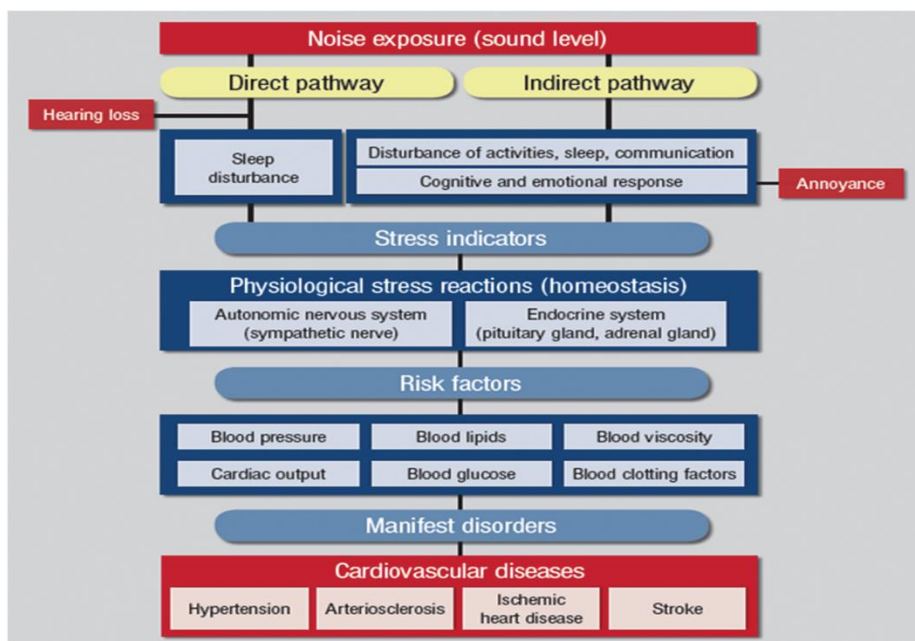 Noise exposure (sound level)
Direct pathway
Indirect pathway
Hearing loss
Sleep
disturbance
Disturbance of activities, sleep, communication
Cognitive and emotional response
Annoyance
Stress indicators
Physiological stress reactions (homeostasis)
Autonomic nervous system
(sympathetic nerve)
Endocrine system
(pituitary gland, adrenal gland)
Risk factors
Blood pressure
Blood lipids
Blood viscosity
Cardiac output
Blood glucose
Blood clotting factors
Manifest disorders
Cardiovascular diseases
Hypertension
Arteriosclerosis
Ischemic
heart disease
Stroke